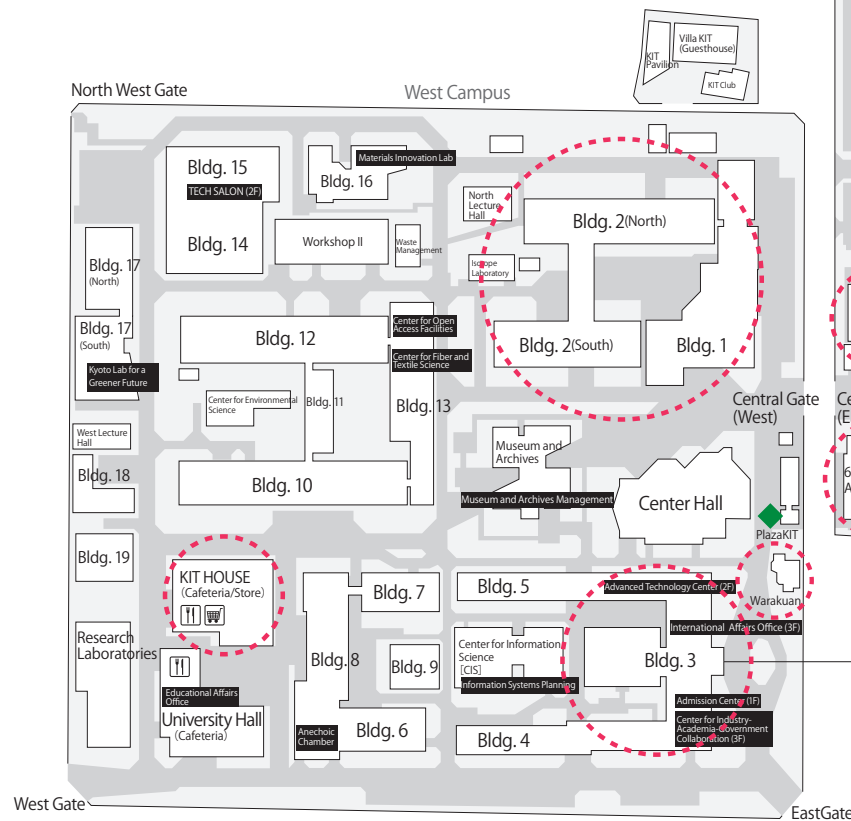 Villa KIT
(Guesthouse)
KIT
Pavilion
KIT Club
North West Gate
West Campus
Bldg. 15
TECH SALON (2F)
Bldg. 14
Materials Innovation Lab
Bldg. 16
Workshop II
Waste
Management
North
Lecture
Hall
Isotope
Laboratory
Bldg. 2(North)
Bldg. 2(South)
Bldg. 1
Bldg. 17
(North)
Bldg. 17
(South)
Kyoto Lab for a
Greener Future
Bldg. 12
Center for Open
Access Facilities
Center for Fiber and
Textile Science
Center for Environmental
Science
Bldg. 11
Bldg. 13
Central Gate
(West)
Ce
(E
West Lecture
Hall
Bldg. 18
Bldg. 10
Museum and
Archives
Museum and Archives Management
Center Hall
6
A
PlazaKIT
Bldg. 19
KIT HOUSE
(Cafeteria/Store)
Bldg. 7
Bldg. 5
Advanced Technology Center (2F)
Warakuan
International Affairs Office (3F)
Research
Laboratories
Bldg. 8
Bldg. 9
Center for Information
Science
[CIS]
Information Systems Planning
Bldg. 3
Educational Affairs
Office
University Hall
(Cafeteria)
Anechoic
Chamber
Bldg. 6
Bldg. 4
Admission Center (1F)
Center for Industry-
Academia-Government
Collaboration (3F)
West Gate
EastGate